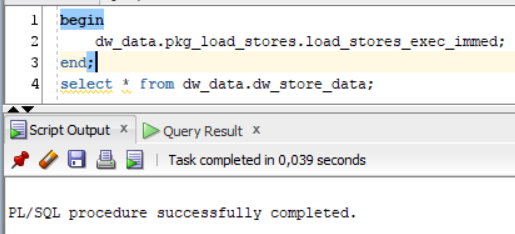 1 begin
2 dw_data.pkg_load_stores.load_stores_exec_immed;
3 end;
4 select * from dw_data.dw_store_data;
Script Output x Query Result x
Task completed in 0,039 seconds
PL/SQL procedure successfully completed.